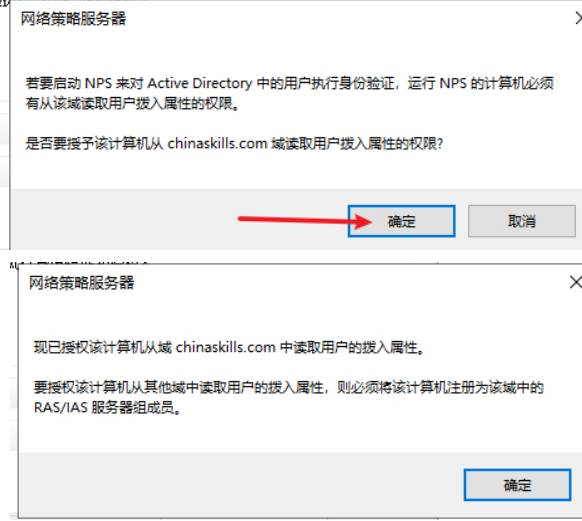 网络策略服务器
若要启动 NPS 来对 Active Directory 中的用户执行身份验证，运行 NPS 的计算机必须
有从该域读取用户拨入属性的权限。
是否要授予该计算机从 chinaskills.com 域读取用户拨入属性的权限?
确定
取消
网络策略服务器
现已授权该计算机从域 chinaskills.com 中读取用户的拨入属性。
要授权该计算机从其他域中读取用户的拨入属性，则必须将该计算机注册为该域中的
RAS/IAS 服务器组成员。
确定